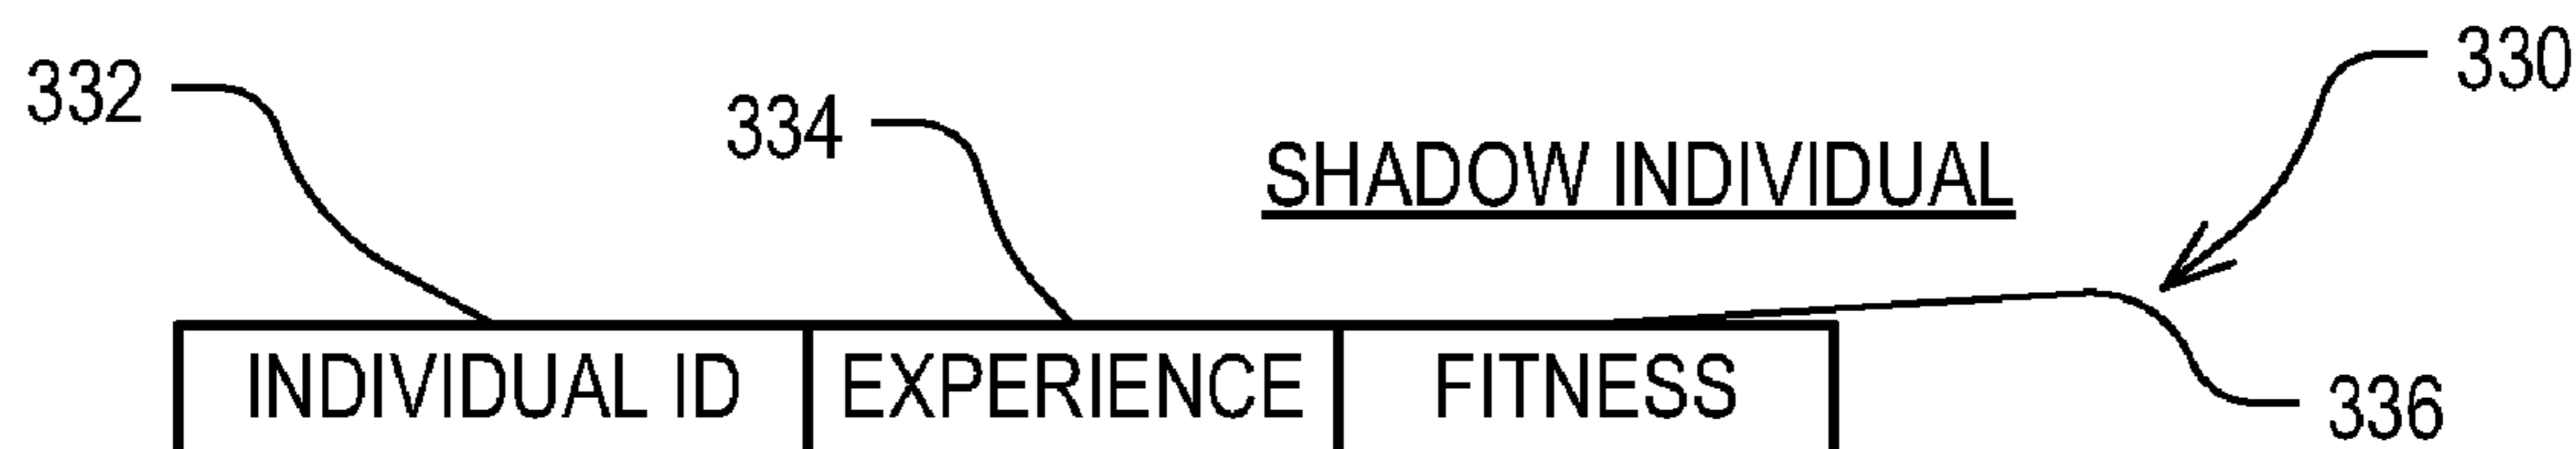 330
332
334
SHADOW INDIVIDUAL
INDIVIDUAL ID EXPERIENCE FITNESS
336